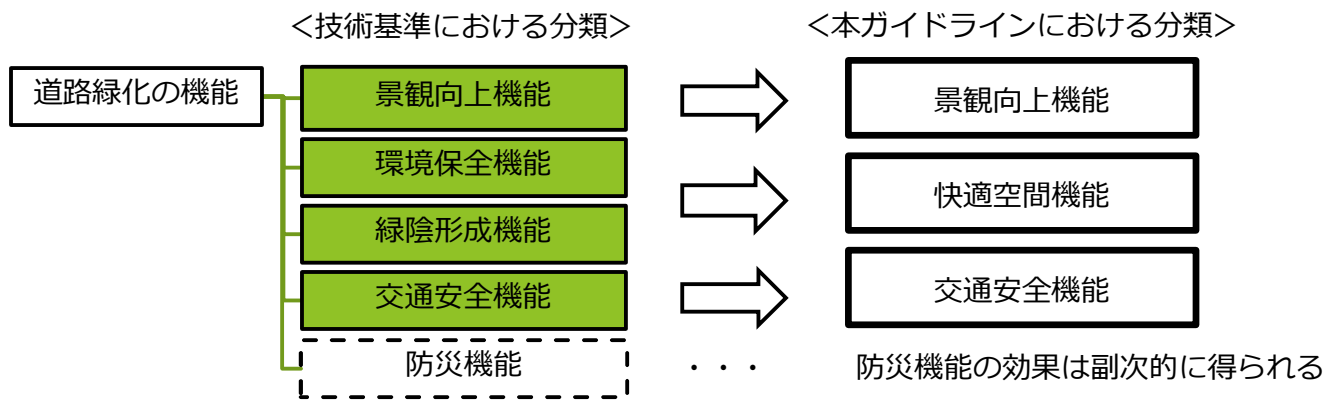 ＜技術基準における分類＞
＜本ガイドラインにおける分類＞
道路緑化の機能
景観向上機能
景観向上機能
環境保全機能
快適空間機能
緑陰形成機能
交通安全機能
交通安全機能
防災機能
・・・
防災機能の効果は副次的に得られる